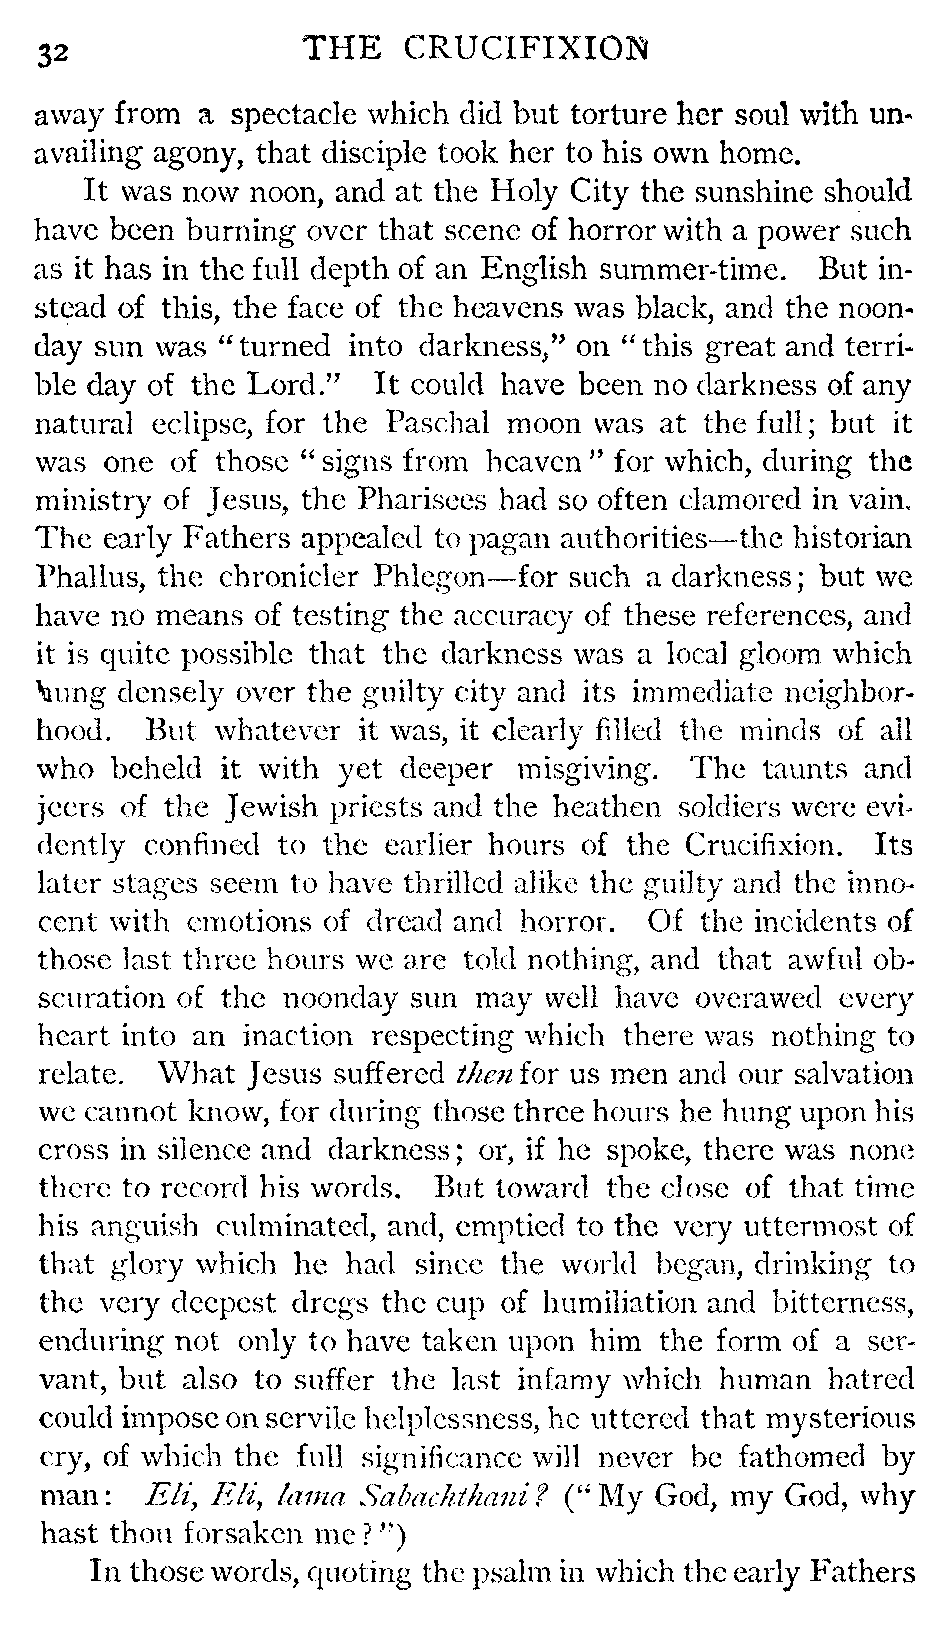 32 THE CRUCIFIXION
away from a spectacle which did but torture her soul with un-
availing agony, that disciple took her to his own home.
It was now noon, and at the Holy City the sunshine should
have been burning over that scene of horror with a power such
as it has in the full depth of an English summer-time. But in-
stead of this, the face of the heavens was black, and the noon-
day sun was “turned into darkness,” on “this great and terri-
ble day of the Lord.” It could have been no darkness of any
natural eclipse, for the Paschal moon was at the full; but it
was one of those “signs from heaven” for which, during the
ministry of Jesus, the Pharisees had so often clamored in vain.
The early Fathers appealed to pagan authorities—the historian
Phallus, the chronicler Phlegon—for such a darkness; but we
have no means of testing the accuracy of these references, and
it is quite possible that the darkness was a local gloom which
hung densely over the guilty city and its immediate neighbor-
hood. But whatever it was, it clearly filled the minds of all
who beheld it with yet deeper misgiving. The taunts and
jeers of the Jewish priests and the heathen soldiers were evi-
dently confined to the earlier hours of the Crucifixion. Its
later stages seem to have thrilled alike the guilty and the inno-
cent with emotions of dread and horror. Of the incidents of
those last three hours we are told nothing, and that awful ob-
scuration of the noonday sun may well have overawed every
heart into an inaction respecting which there was nothing to
relate. What Jesus suffered then for us men and our salvation
we cannot know, for during those three hours he hung upon his
cross in silence and darkness; or, if he spoke, there was none
there to record his words. But toward the close of that time
his anguish culminated, and, emptied to the very uttermost of
that glory which he had since the world began, drinking to
the very deepest dregs the cup of humiliation and bitterness,
enduring not only to have taken upon him the form of a ser-
vant, but also to suffer the last infamy which human hatred
could impose on servile helplessness, he uttered that mysterious
cry, of which the full significance will never be fathomed by
man: Eli, Eli, lama Sabachthani? (“My God, my God, why
hast thou forsaken me?”)
In those words, quoting the psalm in which the early Fathers